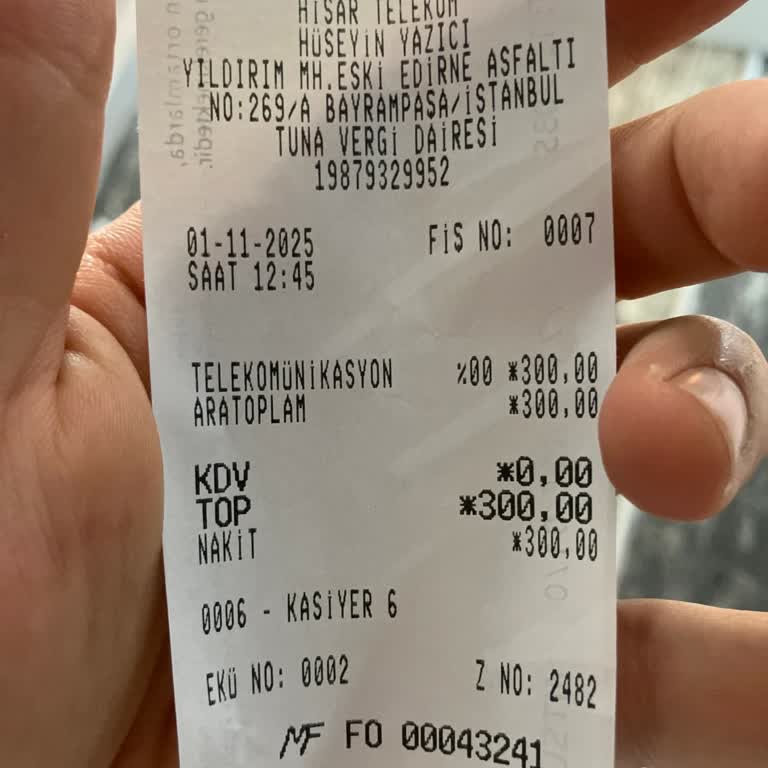 HİSAR TELEKOM
HÜSEYİN YAZICI
YILDIRIM MH.ESKİ EDİRNE ASFALTI
NO:269/A BAYRAMPAŞA/İSTANBUL
TUNA VERGİ DAİRESİ
19879329952
01-11-2025 FİŞ NO: 0007
SAAT 12:45
TELEKOMÜNİKASYON %00 *300,00
ARATOPLAM *300,00
KDV *0,00
TOP *300,00
NAKİT *300,00
0006 - KASİYER 6
EKÜ NO: 0002 Z NO: 2482
MF FO 00043241